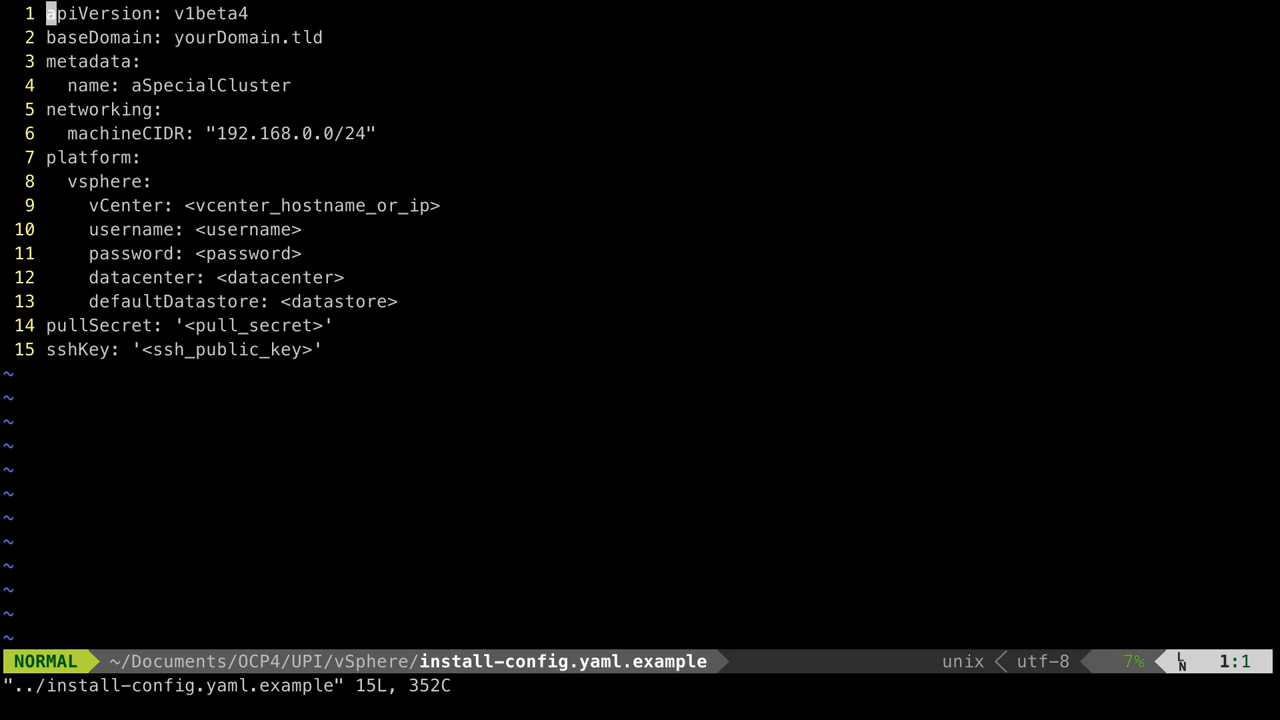 1 apiVersion: v1beta4
2 baseDomain: yourDomain.tld
3 metadata:
4   name: aSpecialCluster
5 networking:
6   machineCIDR: "192.168.0.0/24"
7 platform:
8   vsphere:
9     vCenter: <vcenter_hostname_or_ip>
10     username: <username>
11     password: <password>
12     datacenter: <datacenter>
13     defaultDatastore: <datastore>
14 pullSecret: '<pull_secret>'
15 sshKey: '<ssh_public_key>'
~
~
~
~
~
~
~
~
~
~
~
~
NORMAL ~/Documents/OCP4/UPI/vSphere/install-config.yaml.example unix utf-8 7% LN 1:1
"../install-config.yaml.example" 15L, 352C